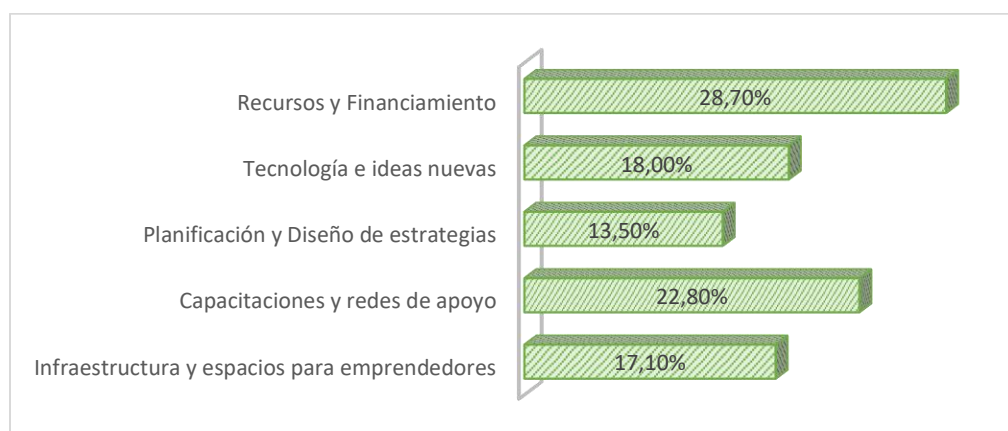 Recursos y Financiamiento
28,70%
Tecnología e ideas nuevas
18,00%
Planificación y Diseño de estrategias
13,50%
Capacitaciones y redes de apoyo
22,80%
Infraestructura y espacios para emprendedores
17,10%